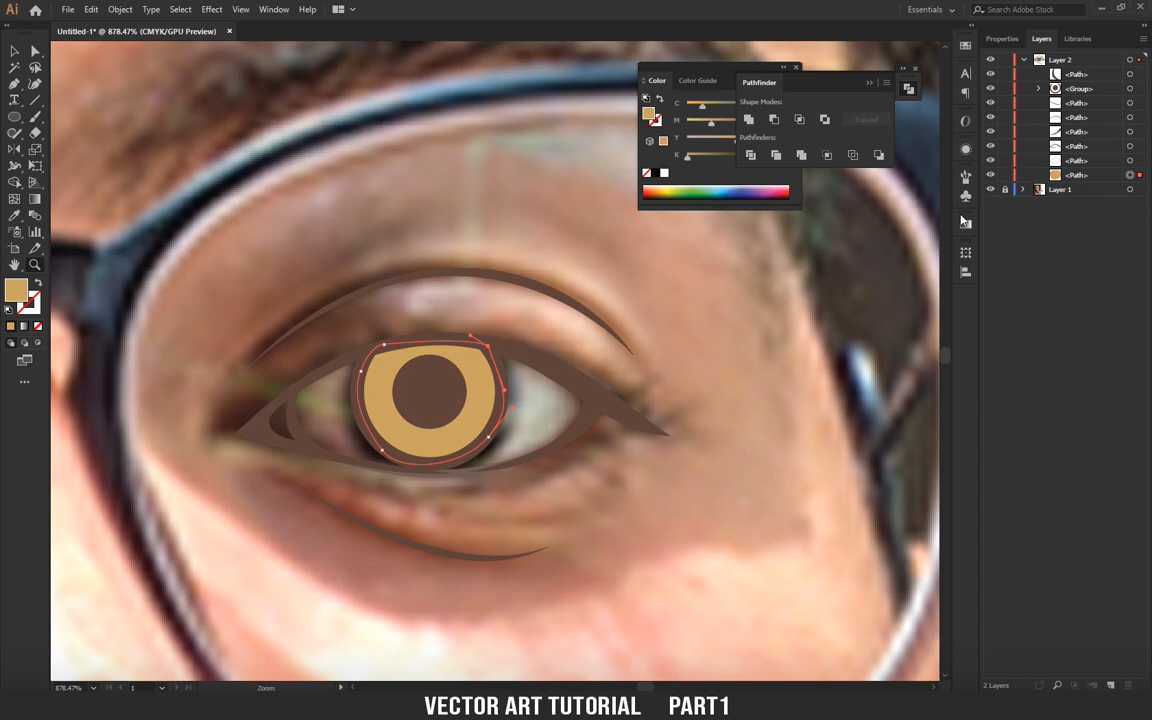 Ai File Edit Object Type Select Effect View Window Help Essentials Search Adobe Stock
Untitled-1* @ 878.47% (CMYK/GPU Preview)
Color Color Guide
C
M
Y
K
Pathfinder
Shape Modes:
Expand
Pathfinders:
Properties Layers Libraries
Layer 2
<Path>
<Group>
<Path>
<Path>
<Path>
<Path>
<Path>
<Path>
Layer 1
878.47% 1 Zoom 2 Layers
VECTOR ART TUTORIAL PART1